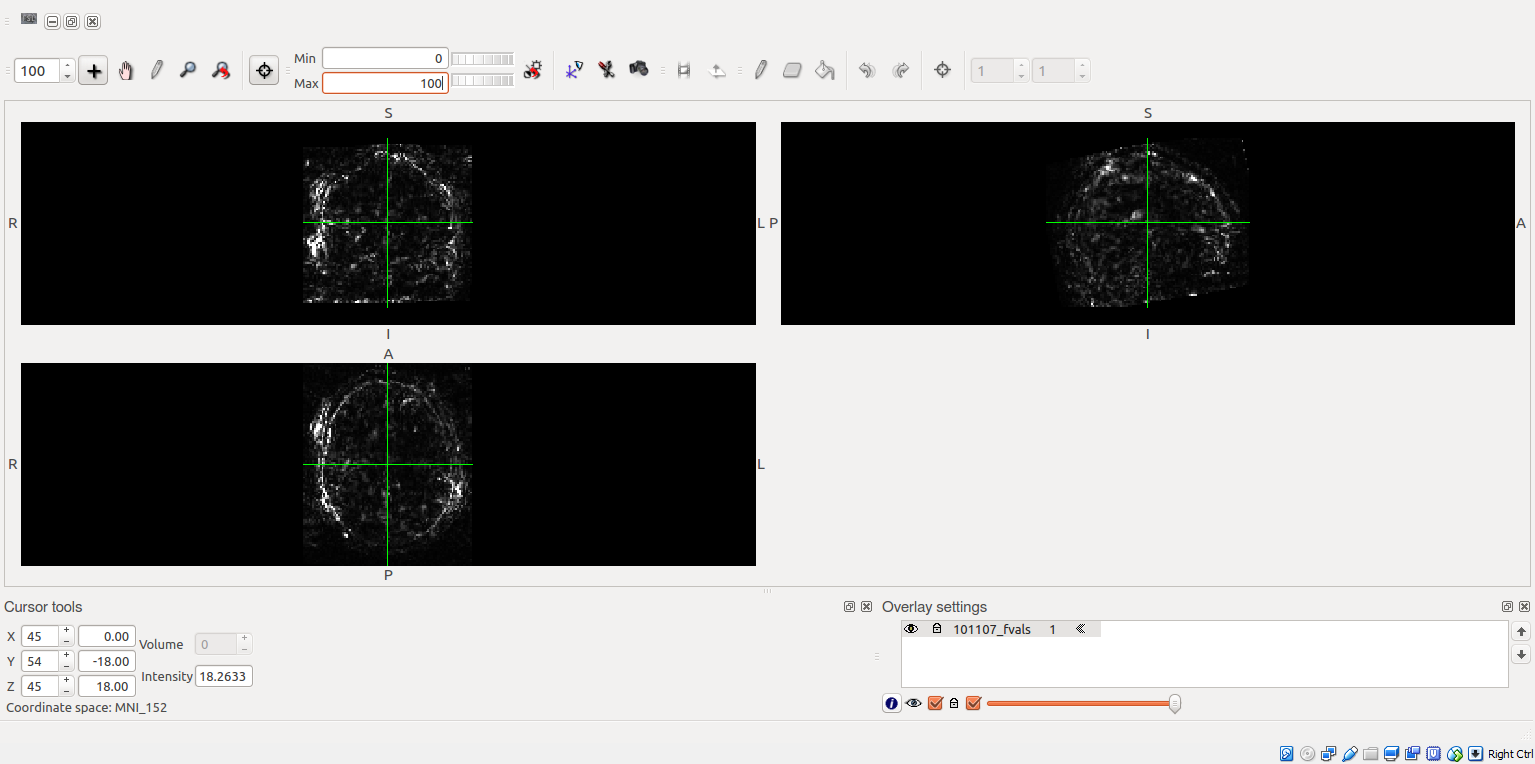 Min 0
100 1 1
Max 100
S S
R L P A
I I
A
R L
P
Cursor tools Overlay settings
X 45 0.00 Volume 0 101107_fvals 1
Y 54 -18.00
Intensity 18.2633
Z 45 18.00
Coordinate space: MNI_152
Right Ctrl